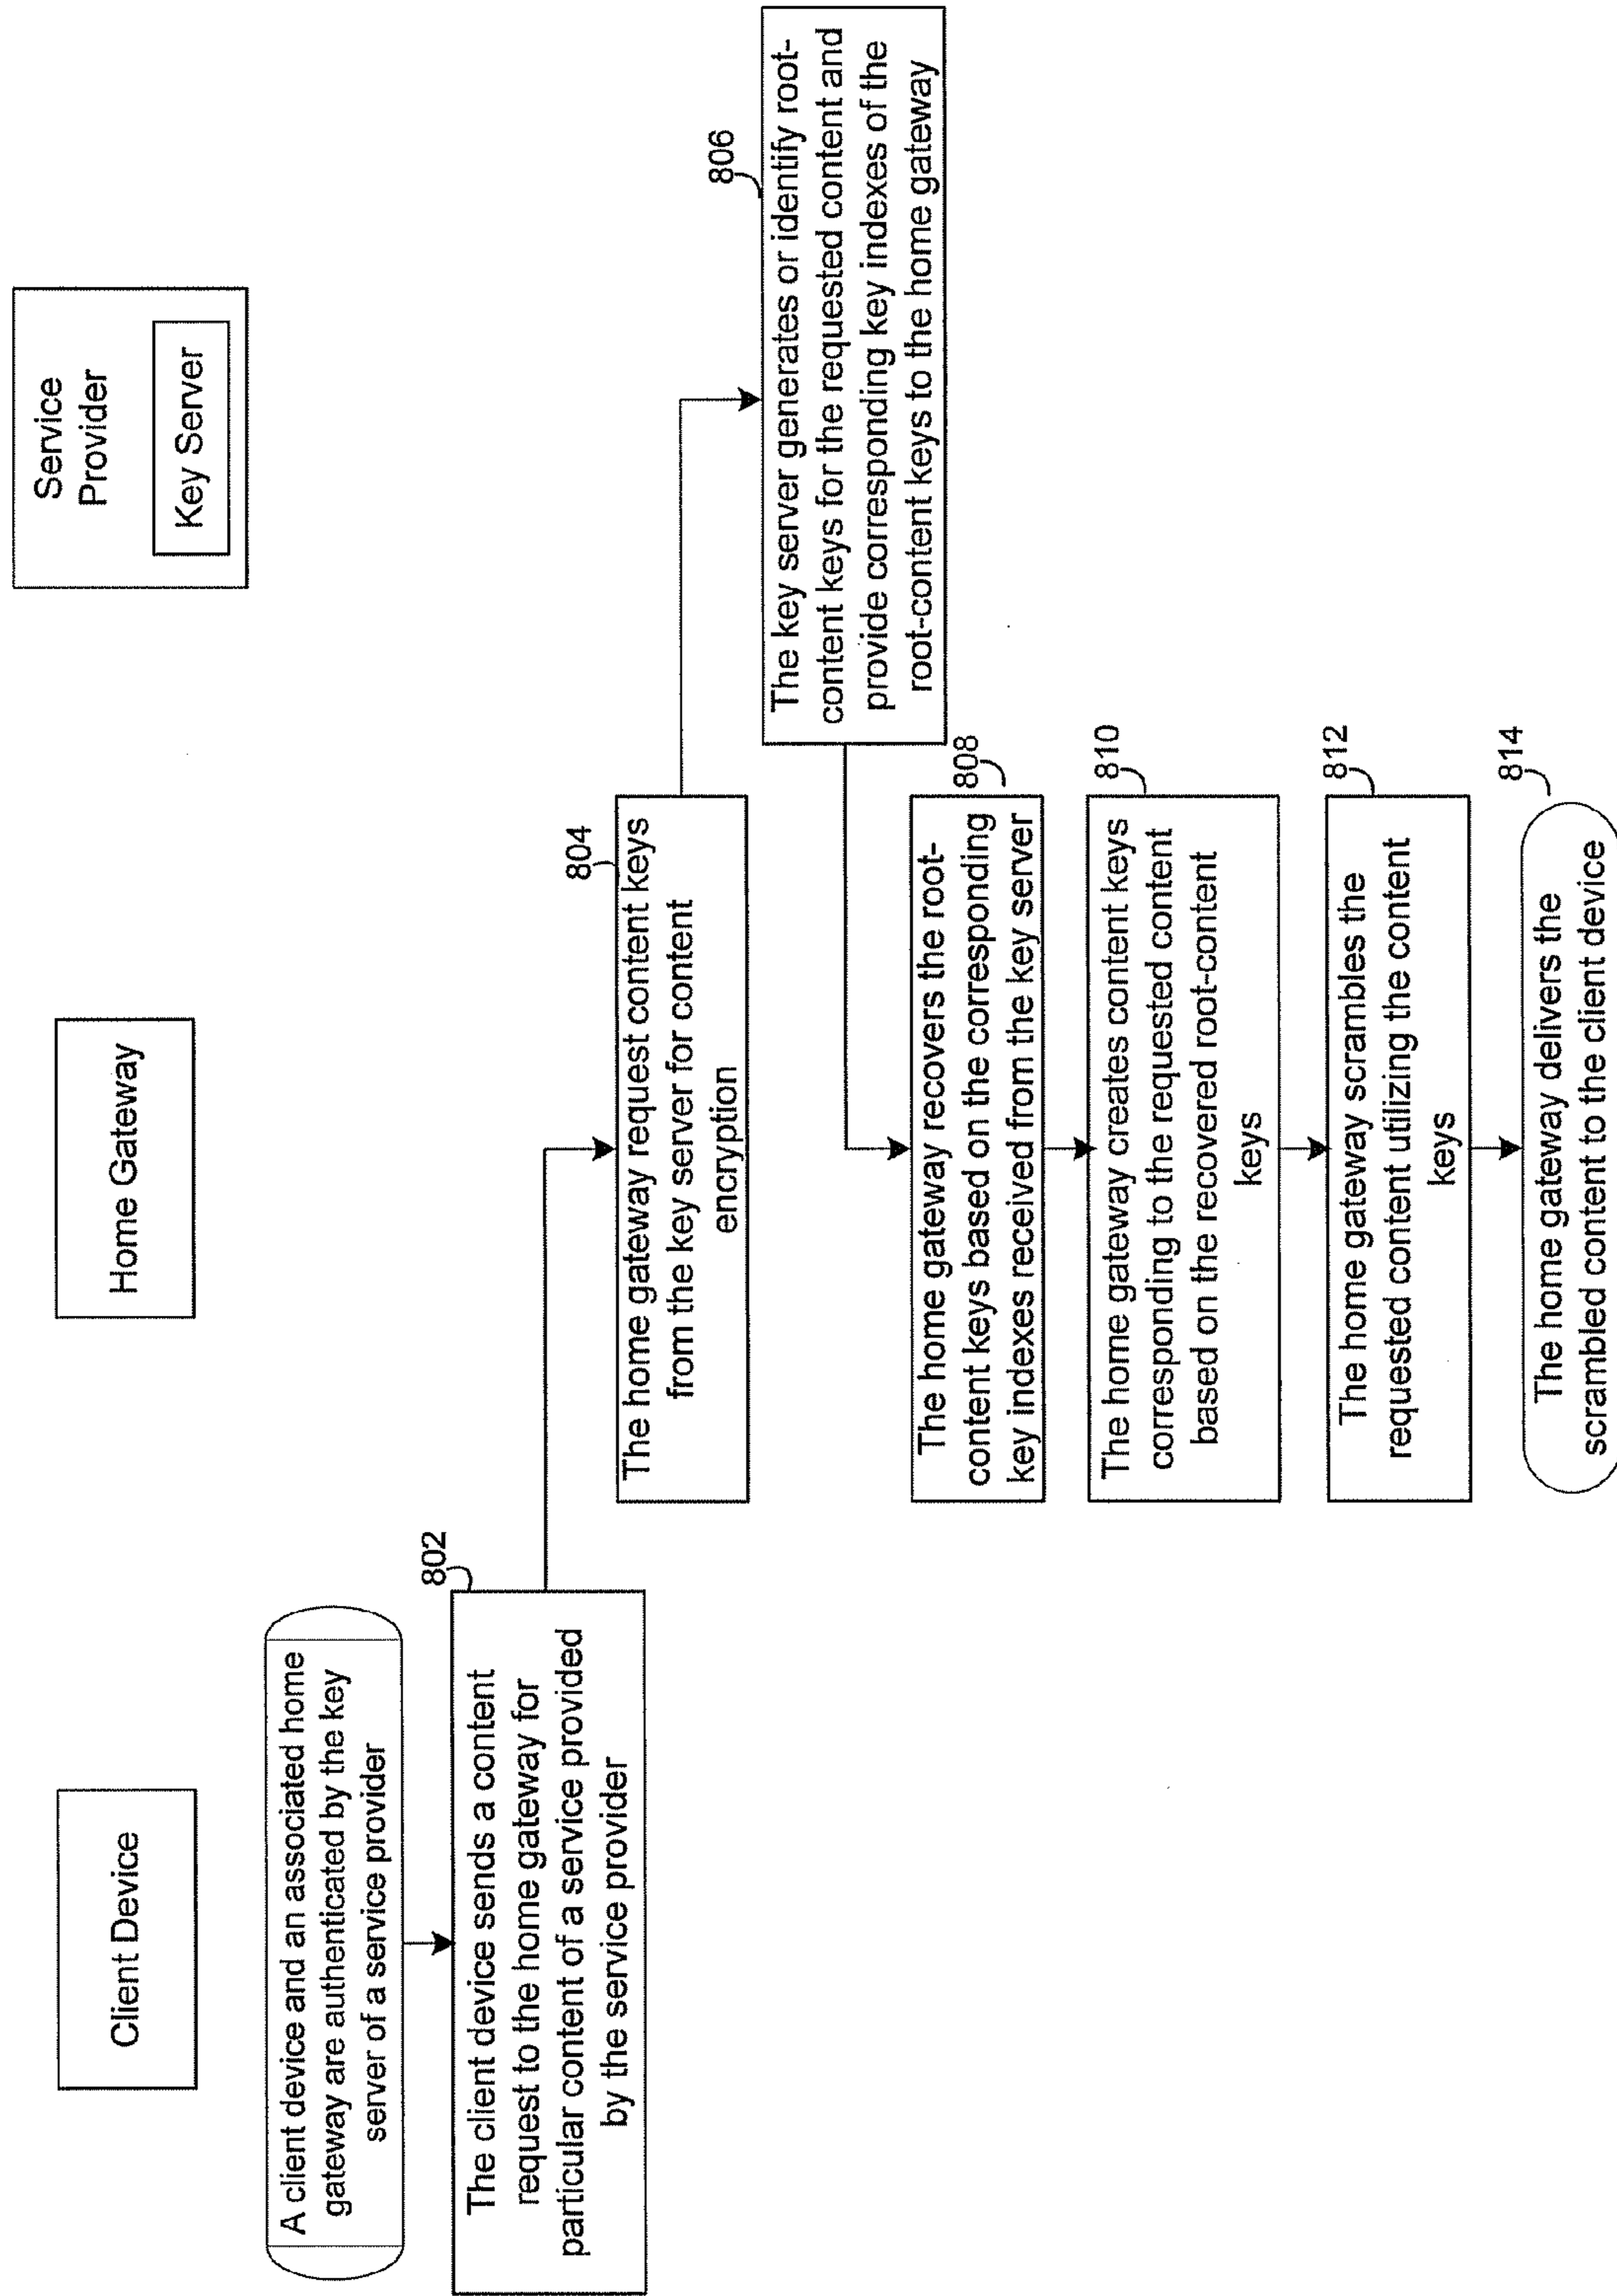 Client Device
Home Gateway
Service
Provider
Key Server
A client device and an associated home
gateway are authenticated by the key
server of a service provider
802
The client device sends a content
request to the home gateway for
particular content of a service provided
by the service provider
804
The home gateway request content keys
from the key server for content
encryption
806
The key server generates or identify root-
content keys for the requested content and
provide corresponding key indexes of the
root-content keys to the home gateway
808
The home gateway recovers the root-
content keys based on the corresponding
key indexes received from the key server
810
The home gateway creates content keys
corresponding to the requested content
based on the recovered root-content
keys
812
The home gateway scrambles the
requested content utilizing the content
keys
814
The home gateway delivers the
scrambled content to the client device